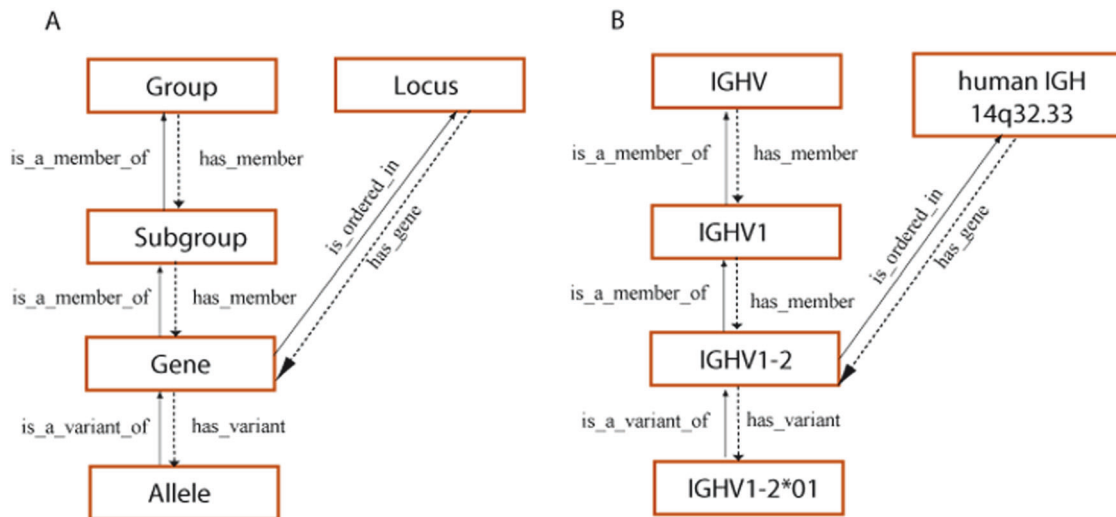 A
Group
Locus
is_a_member_of
has_member
Subgroup
is_ordered_in
has_gene
is_a_member_of
has_member
Gene
is_a_variant_of
has_variant
Allele
B
IGHV
human IGH
14q32.33
is_a_member_of
has_member
IGHV1
is_ordered_in
has_gene
is_a_member_of
has_member
IGHV1-2
is_a_variant_of
has_variant
IGHV1-2*01